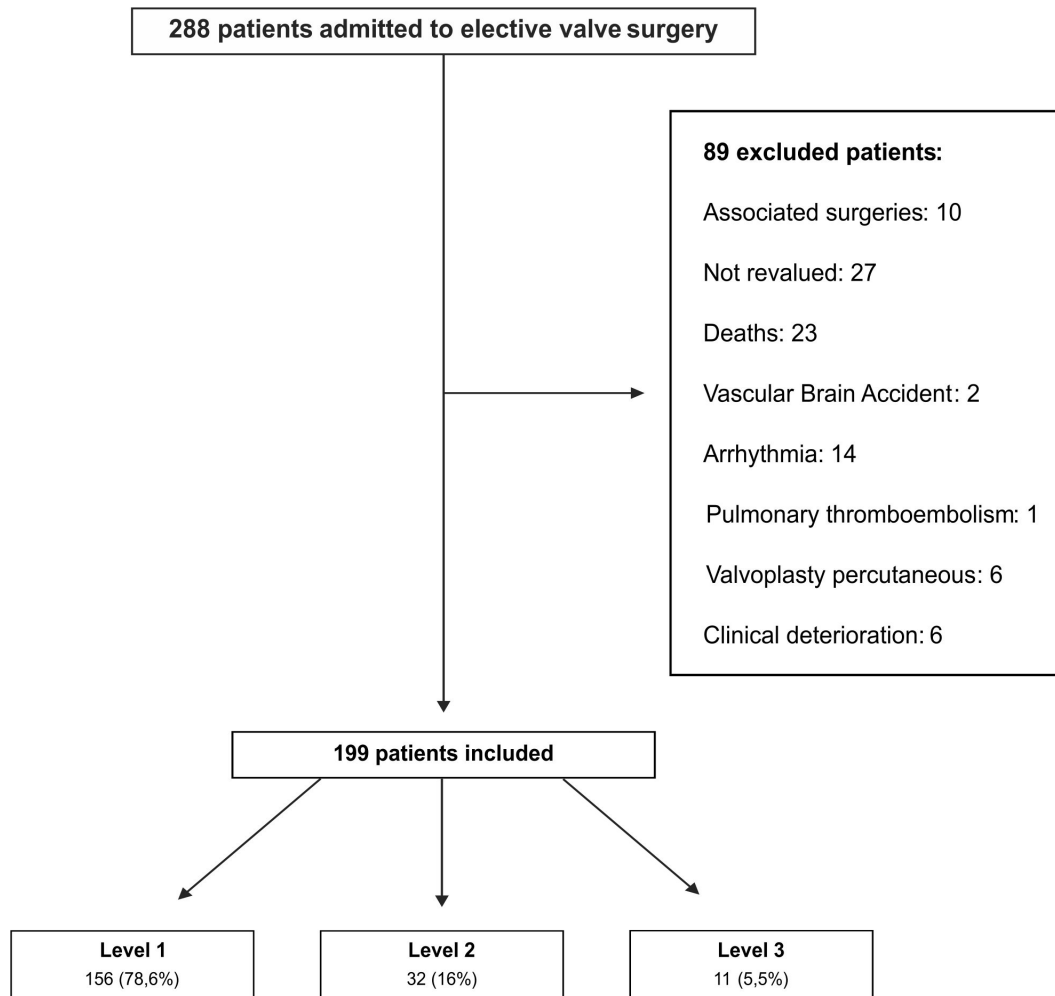 288 patients admitted to elective valve surgery
89 excluded patients:
Associated surgeries: 10
Not revalued: 27
Deaths: 23
Vascular Brain Accident: 2
Arrhythmia: 14
Pulmonary thromboembolism: 1
Valvoplasty percutaneous: 6
Clinical deterioration: 6
199 patients included
Level 1
156 (78,6%)
Level 2
32 (16%)
Level 3
11 (5,5%)